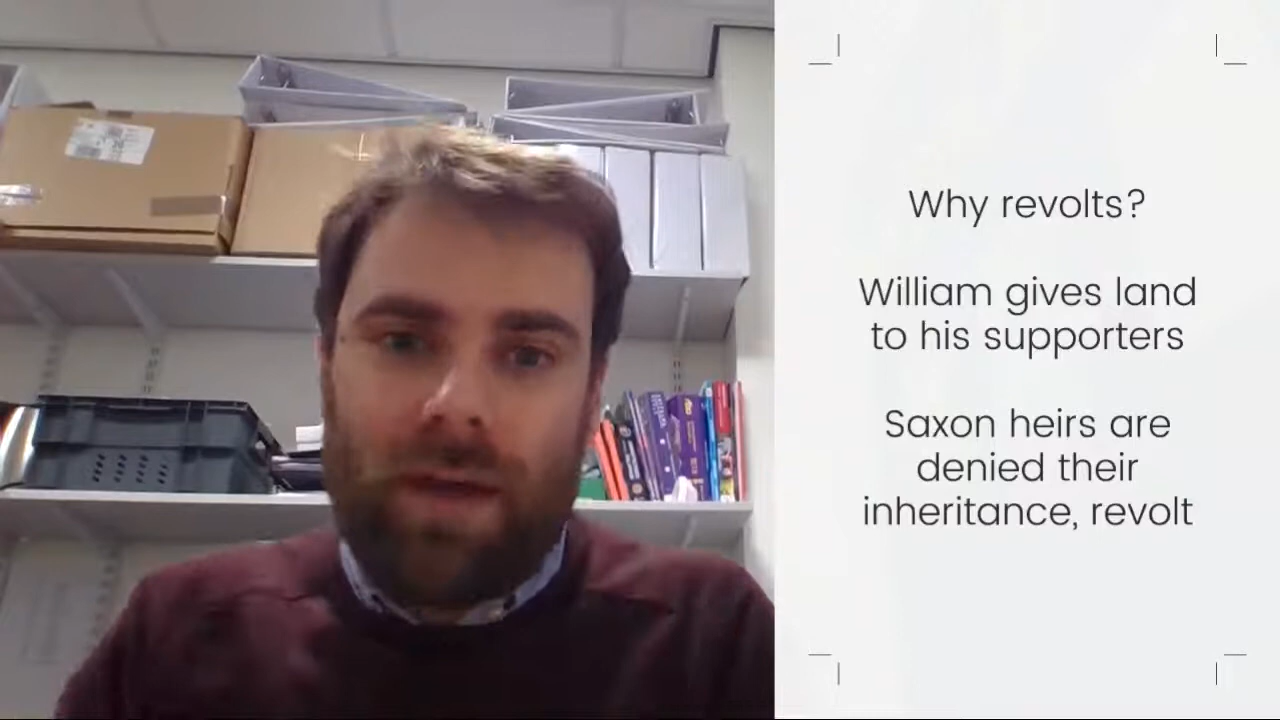 Why revolts?
William gives land
to his supporters
Saxon heirs are
denied their
inheritance, revolt